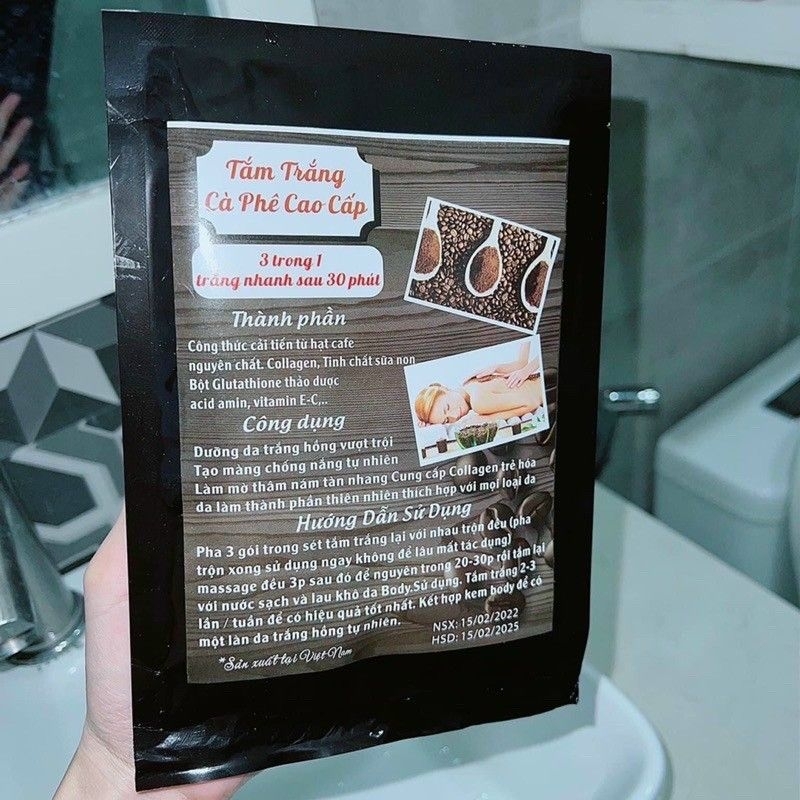 Tắm Trắng
Cà Phê Cao Cấp
3 trong 1
trắng nhanh sau 30 phút
Thành phần
Công thức cải tiến từ hạt cafe
nguyên chất. Collagen, Tinh chất sữa non
Bột Glutathione thảo dược
acid amin, vitamin E-C,..
Công dụng
Dưỡng da trắng hồng vượt trội
Tạo màng chống nắng tự nhiên
Làm mờ thâm nám tàn nhang Cung cấp Collagen trẻ hóa
da làm thành phần thiên nhiên thích hợp với mọi loại da
Hướng Dẫn Sử Dụng
Pha 3 gói trong sét tắm trắng lại với nhau trộn đều (pha
trộn xong sử dụng ngay không để lâu mất tác dụng)
massage đều 3p sau đó để nguyên trong 20-30p rồi tắm lại
với nước sạch và lau khô da Body.Sử dụng. Tắm trắng 2-3
lần / tuần để có hiệu quả tốt nhất. Kết hợp kem body để có
một làn da trắng hồng tự nhiên.
NSX: 15/02/2022
HSD: 15/02/2025
*Sản xuất tại Việt Nam